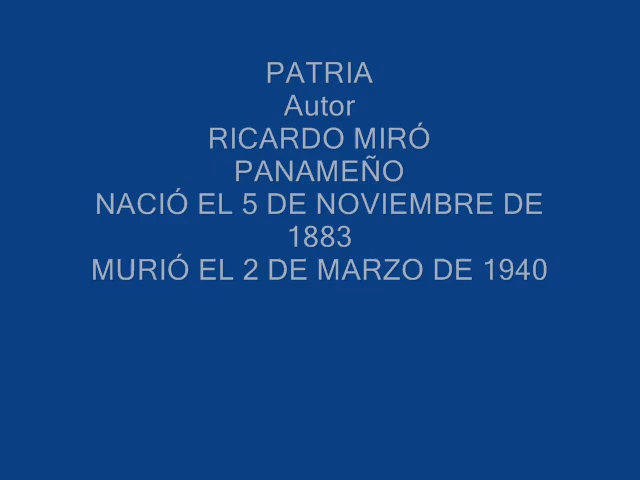 PATRIA
Autor
RICARDO MIRÓ
PANAMEÑO
NACIÓ EL 5 DE NOVIEMBRE DE
1883
MURIÓ EL 2 DE MARZO DE 1940